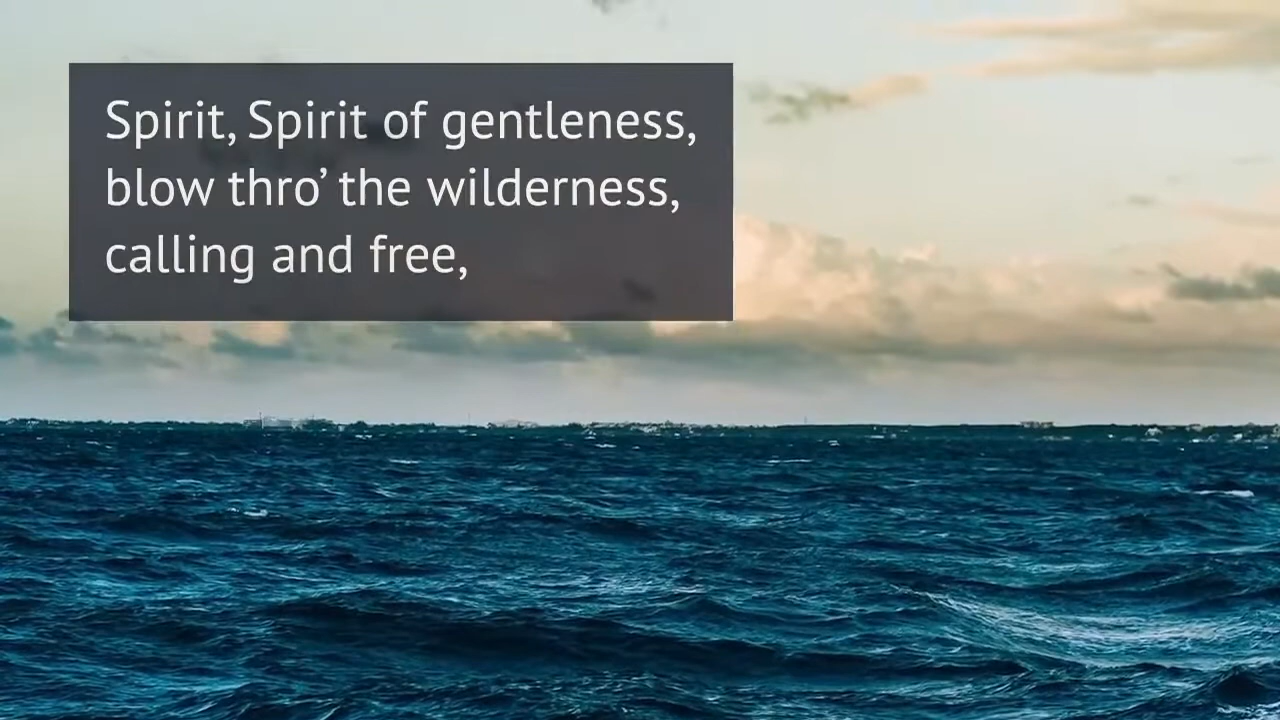 Spirit, Spirit of gentleness,
blow thro’ the wilderness,
calling and free,